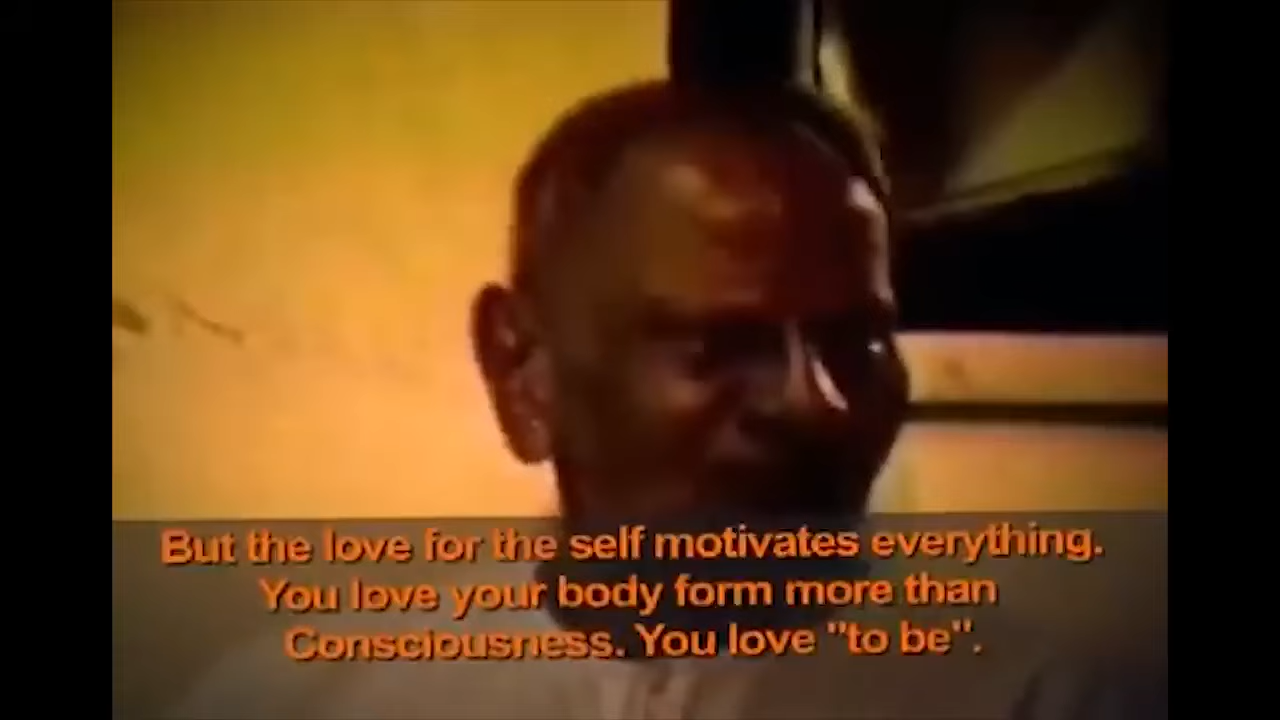 But the love for the self motivates everything.
You love your body form more than
Consciousness. You love "to be".